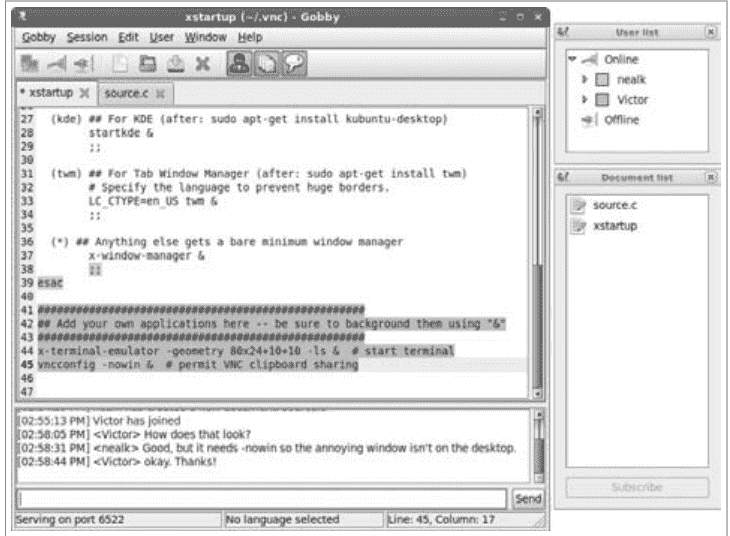 xstartup (~/.vnc) - Gobby
Gobby Session Edit User Window Help
* xstartup
source.c
27 (kde) ## For KDE (after: sudo apt-get install kubuntu-desktop)
28 startkde &
29 ;;
30
31 (twm) ## For Tab Window Manager (after: sudo apt-get install twm)
32 # Specify the language to prevent huge borders.
33 LC_CTYPE=en_US twm &
34 ;;
35
36 (*) ## Anything else gets a bare minimum window manager
37 x-window-manager &
38 ;;
39 esac
40
41 ##################################################
42 ## Add your own applications here -- be sure to background them using "&"
43 ##################################################
44 x-terminal-emulator -geometry 80x24+10+10 -ls & # start terminal
45 vncconfig -nowin & # permit VNC clipboard sharing
46
47
[02:55:13 PM] Victor has joined
[02:58:05 PM] <Victor> How does that look?
[02:58:31 PM] <nealk> Good, but it needs -nowin so the annoying window isn't on the desktop.
[02:58:44 PM] <Victor> okay. Thanks!
Send
Serving on port 6522
No language selected
Line: 45, Column: 17
User list
Online
nealk
Victor
Offline
Document list
source.c
xstartup
Subscribe